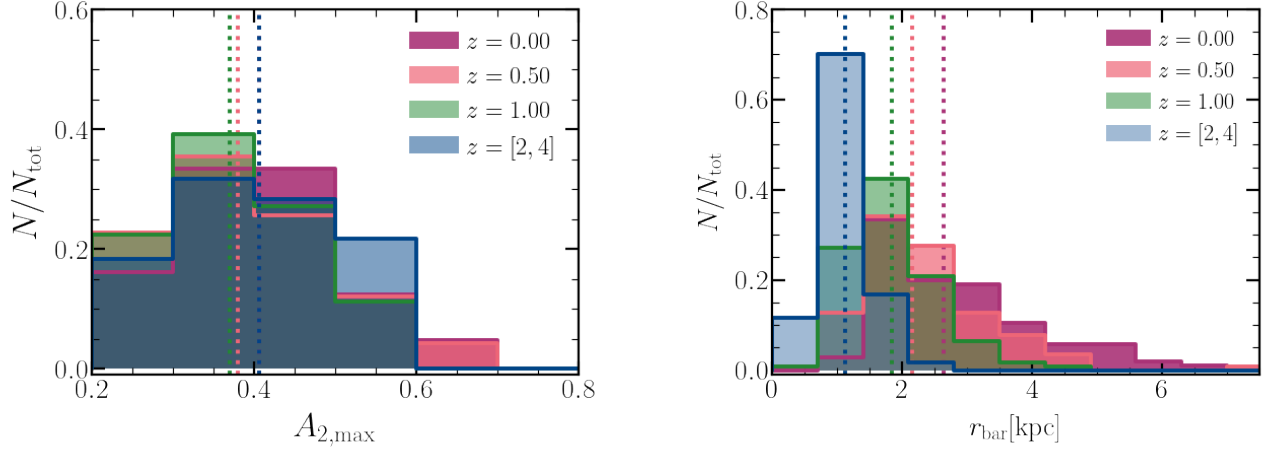 0.6
0.4
0.2
0.0
N/N_tot
z = 0.00
z = 0.50
z = 1.00
z = [2, 4]
0.2 0.4 0.6 0.8
A_2,max
0.8
0.6
0.4
0.2
0.0
N/N_tot
z = 0.00
z = 0.50
z = 1.00
z = [2, 4]
0 2 4 6
r_bar[kpc]